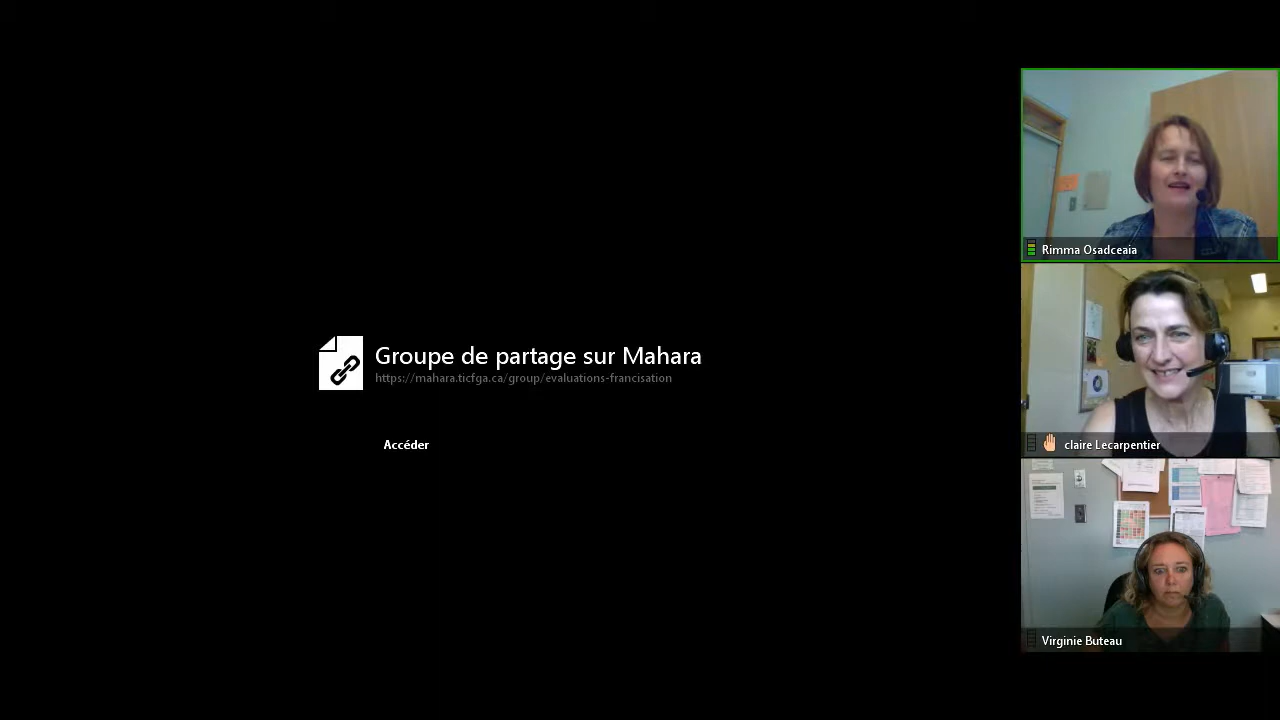 Groupe de partage sur Mahara
https://mahara.ticfga.ca/group/evaluations-francisation
Accéder
Rimma Osadceaia
claire Lecarpentier
Virginie Buteau